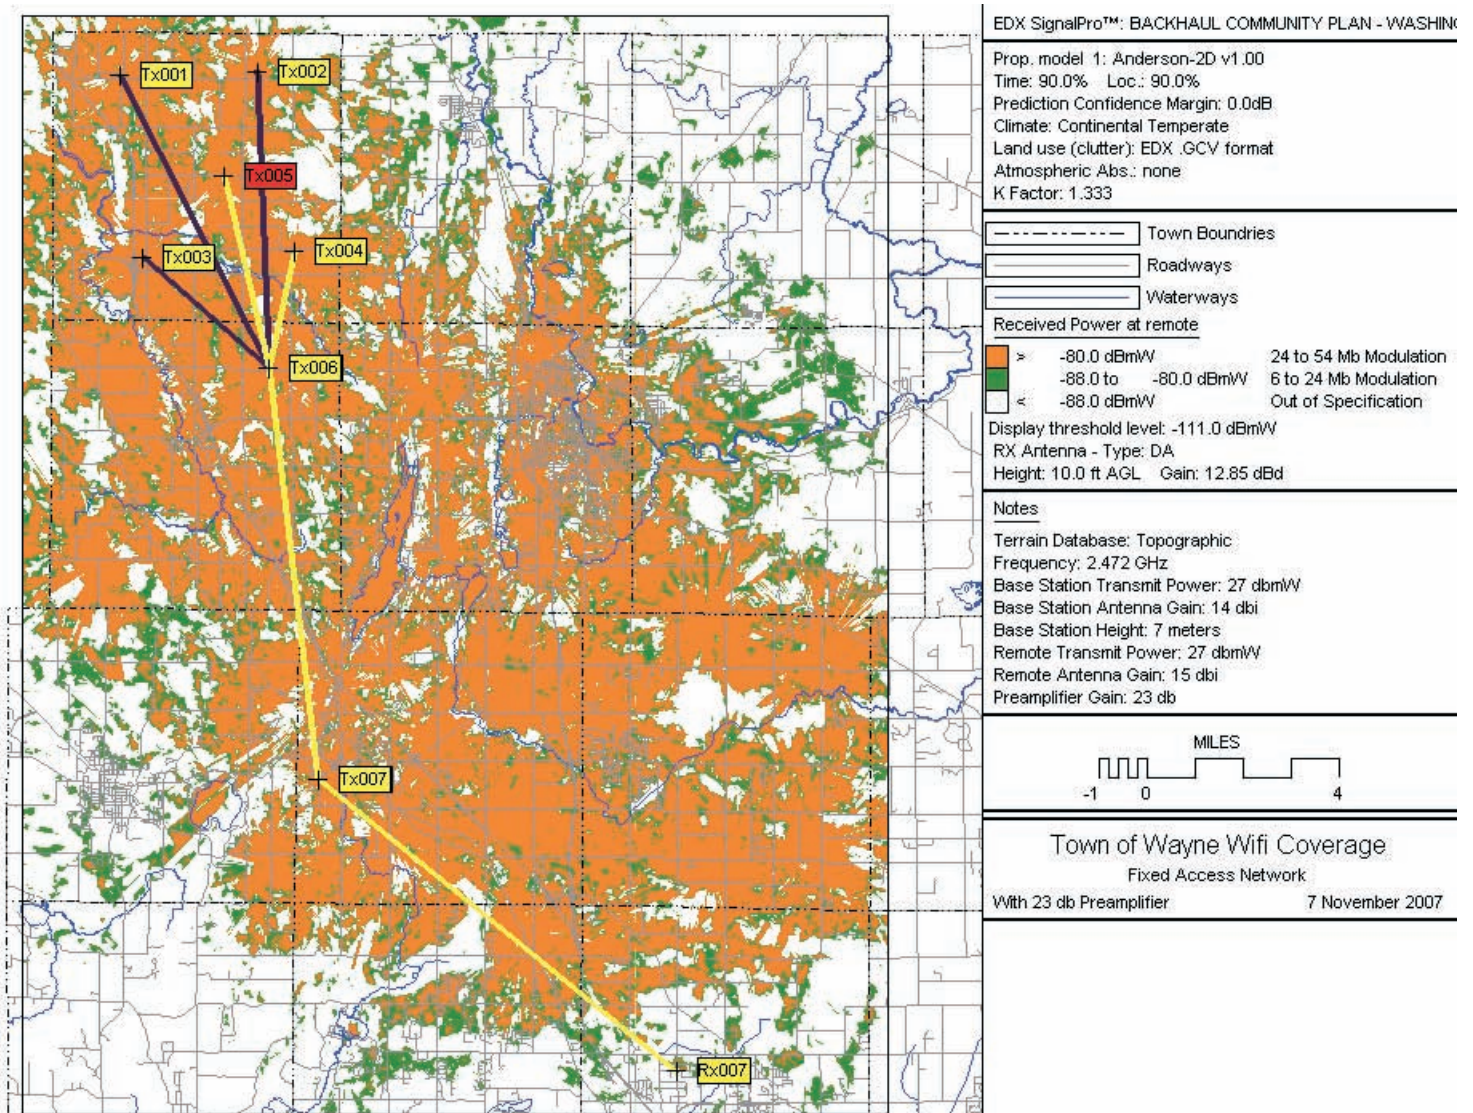 EDX SignalPro™: BACKHAUL COMMUNITY PLAN - WASHING
Prop. model 1: Anderson-2D v1.00
Time: 90.0% Loc.: 90.0%
Prediction Confidence Margin: 0.0dB
Climate: Continental Temperate
Land use (clutter): EDX .GCV format
Atmospheric Abs.: none
K Factor: 1.333
Town Boundries
Roadways
Waterways
Received Power at remote
> -80.0 dBmW 24 to 54 Mb Modulation
-88.0 to -80.0 dBmW 6 to 24 Mb Modulation
< -88.0 dBmW Out of Specification
Display threshold level: -111.0 dBmW
RX Antenna - Type: DA
Height: 10.0 ft AGL Gain: 12.85 dBd
Notes
Terrain Database: Topographic
Frequency: 2.472 GHz
Base Station Transmit Power: 27 dbmW
Base Station Antenna Gain: 14 dbi
Base Station Height: 7 meters
Remote Transmit Power: 27 dbmW
Remote Antenna Gain: 15 dbi
Preamplifier Gain: 23 db
MILES
-1 0 4
Town of Wayne Wifi Coverage
Fixed Access Network
With 23 db Preamplifier 7 November 2007
Tx001
Tx002
Tx005
Tx004
Tx003
Tx006
Tx007
Rx007